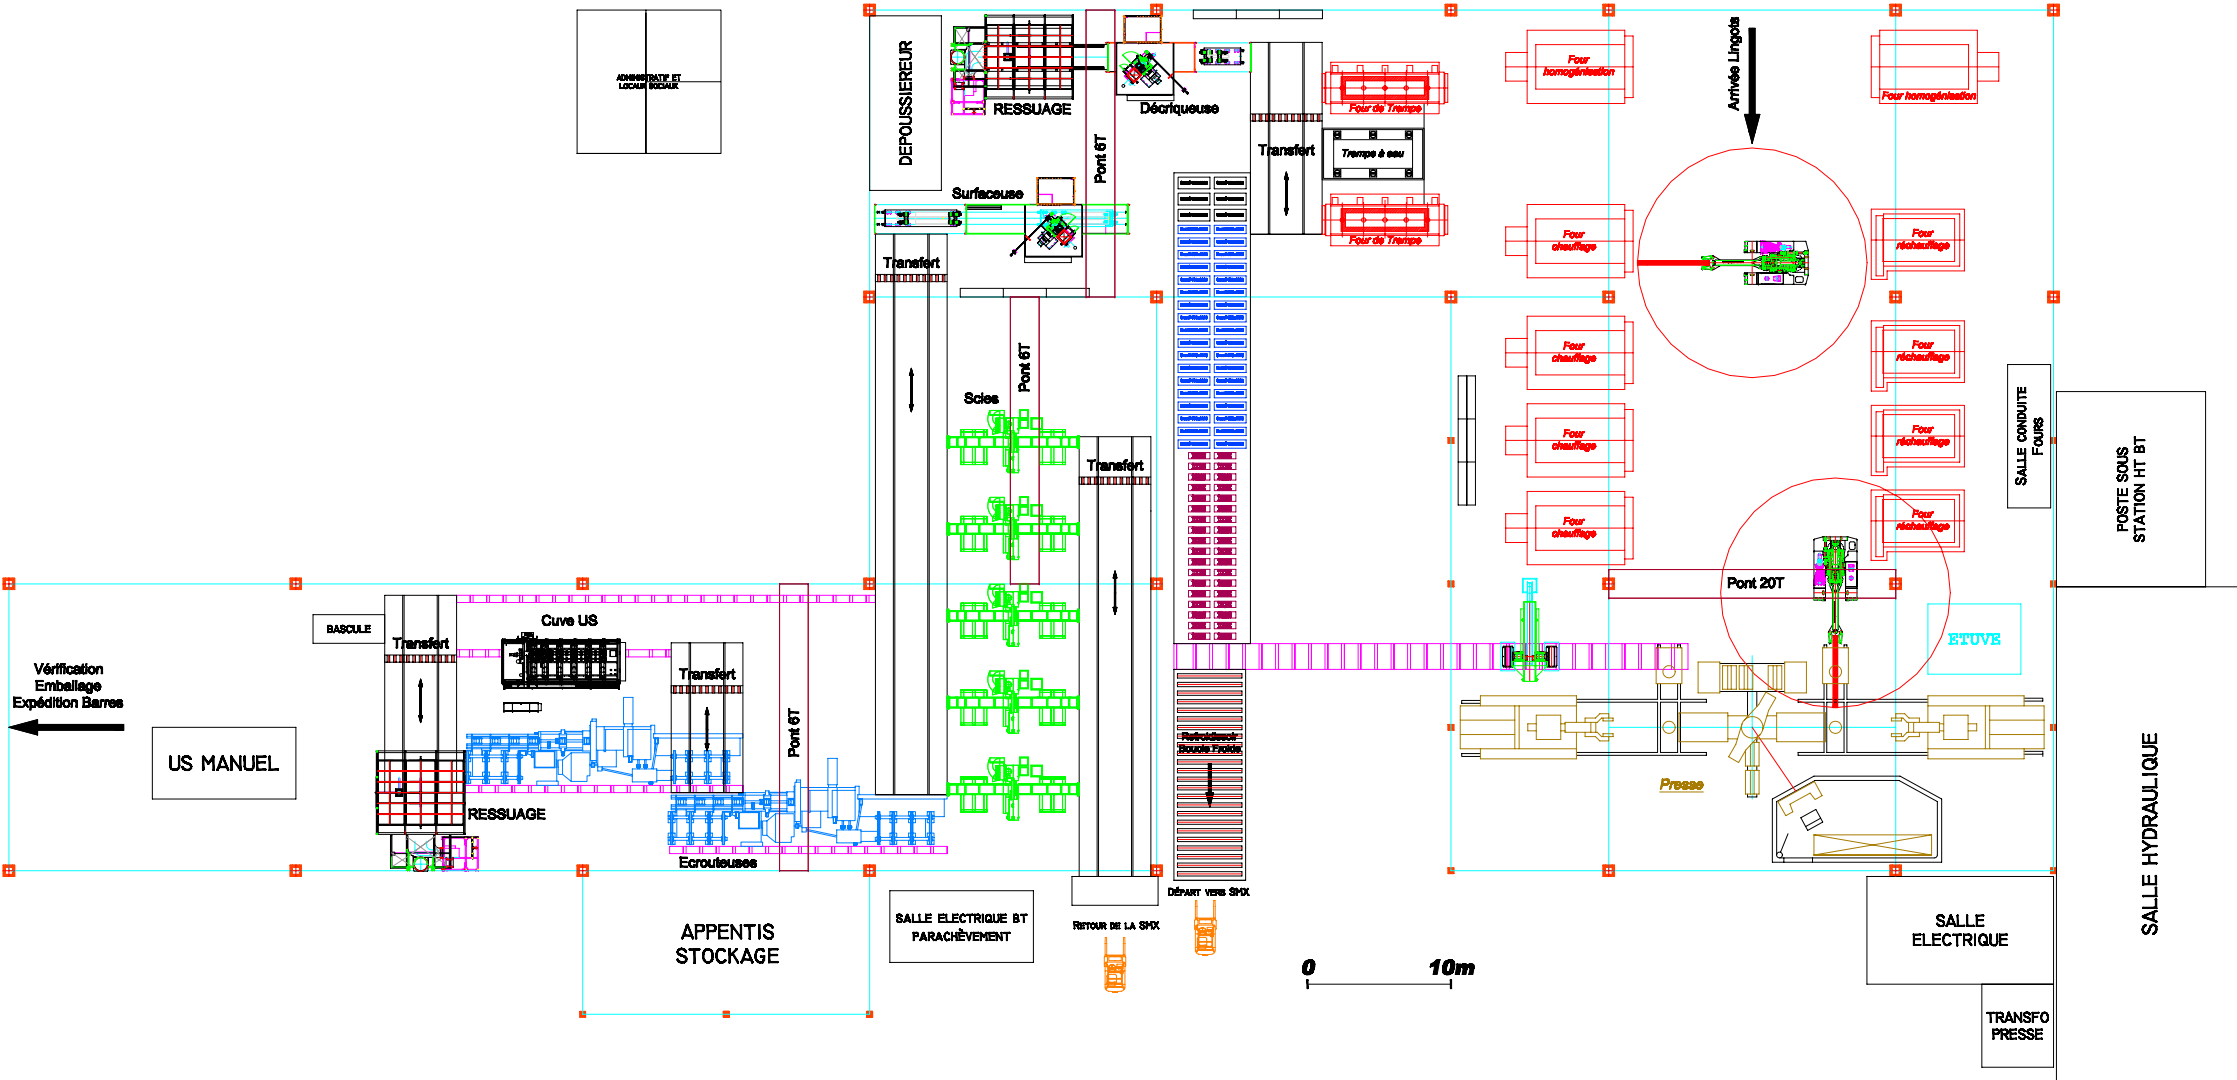 ADMINISTRATIF ET
LOCAUX SOCIAUX
DEPOUSSIEREUR
RESSUAGE
Décriqueuse
Pont 6T
Surfaceuse
Transfert
Transfert
Four de Trempe
Trempe à eau
Four de Trempe
Arrivée Lingots
Four
homogénisation
Four homogénisation
Four
chauffage
Four
réchauffage
Four
chauffage
Four
réchauffage
Four
chauffage
Four
réchauffage
Four
chauffage
Four
réchauffage
Scies
Pont 6T
Transfert
SALLE CONDUITE
FOURS
POSTE SOUS
STATION HT BT
Pont 20T
ETUVE
BASCULE
Transfert
Cuve US
Transfert
Vérification
Emballage
Expédition Barres
US MANUEL
Pont 6T
RESSUAGE
Ecrouteuses
Refroidissoir
Boucle Froide
Presse
SALLE HYDRAULIQUE
APPENTIS
STOCKAGE
SALLE ELECTRIQUE BT
PARACHÈVEMENT
RETOUR DE LA SMX
DÉPART VERS SMX
0 10m
SALLE
ELECTRIQUE
TRANSFO
PRESSE